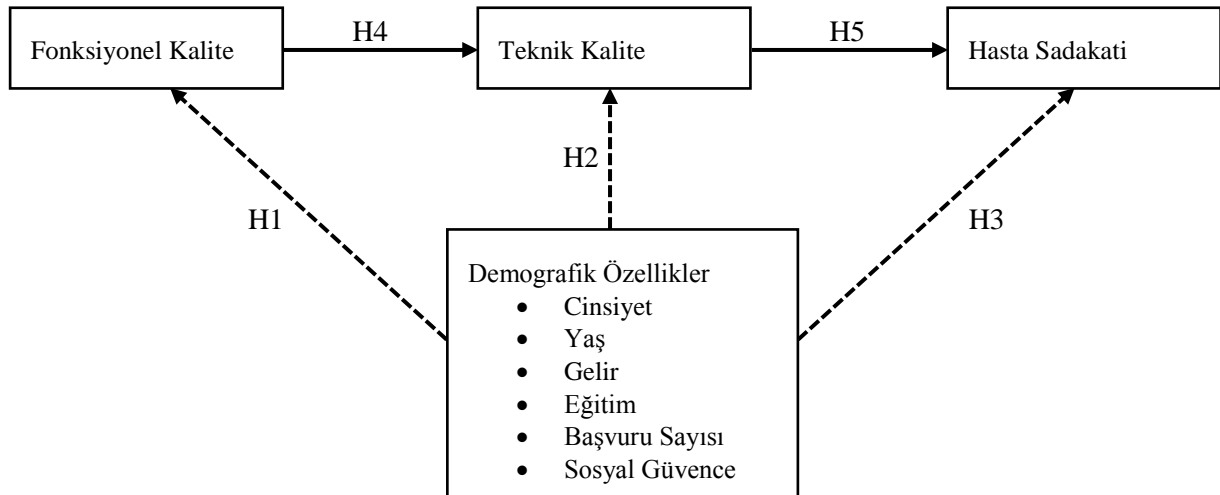 Fonksiyonel Kalite
H4
Teknik Kalite
H5
Hasta Sadakati
H1
H2
H3
Demografik Özellikler
• Cinsiyet
• Yaş
• Gelir
• Eğitim
• Başvuru Sayısı
• Sosyal Güvence